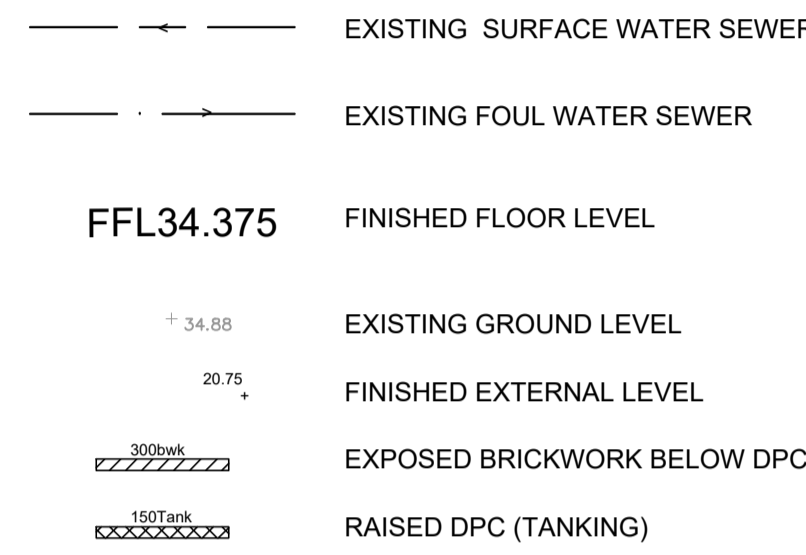 EXISTING SURFACE WATER SEWER
EXISTING FOUL WATER SEWER
FFL34.375 FINISHED FLOOR LEVEL
+ 34.88 EXISTING GROUND LEVEL
20.75
+ FINISHED EXTERNAL LEVEL
300bwk
EXPOSED BRICKWORK BELOW DPC
150Tank
RAISED DPC (TANKING)